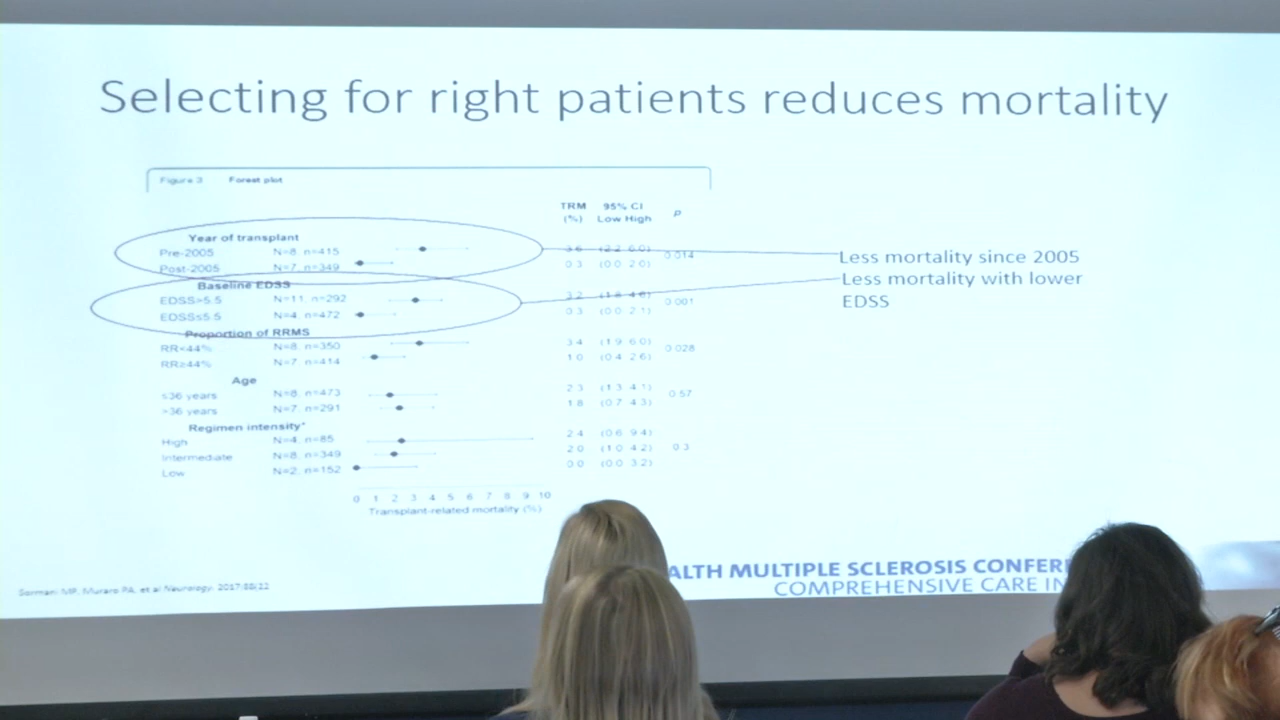 Selecting for right patients reduces mortality
Figure 3 Forest plot
TRM 95% CI
(%) Low High p
Year of transplant
Pre-2005 N=8. n=415 3 6 (2 2 6 0)
0 014
Post-2005 N=7. n=349 0 3 (0 0 2 0)
Baseline EDSS
EDSS>5.5 N=11. n=292 3 2 (1 8 4 6)
0 001
EDSS≤5.5 N=4. n=472 0 3 (0 0 2 1)
Proportion of RRMS
RR<44% N=8. n=350 3 4 (1 9 6 0)
0 028
RR≥44% N=7. n=414 1 0 (0 4 2 6)
Age
≤36 years N=8. n=473 2 3 (1 3 4 1)
0 57
>36 years N=7. n=291 1 8 (0 7 4 3)
Regimen intensity*
High N=4. n=85 2 4 (0 6 9 4)
Intermediate N=8. n=349 2 0 (1 0 4 2) 0 3
Low N=2. n=152 0 0 (0 0 3 2)
0 1 2 3 4 5 6 7 8 9 10
Transplant-related mortality (%)
Less mortality since 2005
Less mortality with lower
EDSS
Sormani MP, Muraro PA, et al Neurology. 2017:88/22
ALTH MULTIPLE SCLEROSIS CONFER
COMPREHENSIVE CARE IN